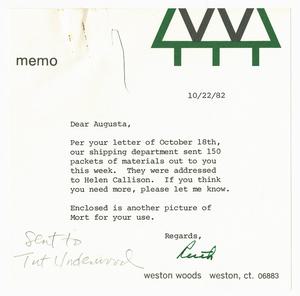 memo
10/22/82
Dear Augusta,
Per your letter of October 18th,
our shipping department sent 150
packets of materials out to you
this week. They were addressed
to Helen Callison. If you think
you need more, please let me know.
Enclosed is another picture of
Mort for your use.
Regards,
Sent to
Tut Underwood
weston woods weston, ct. 06883